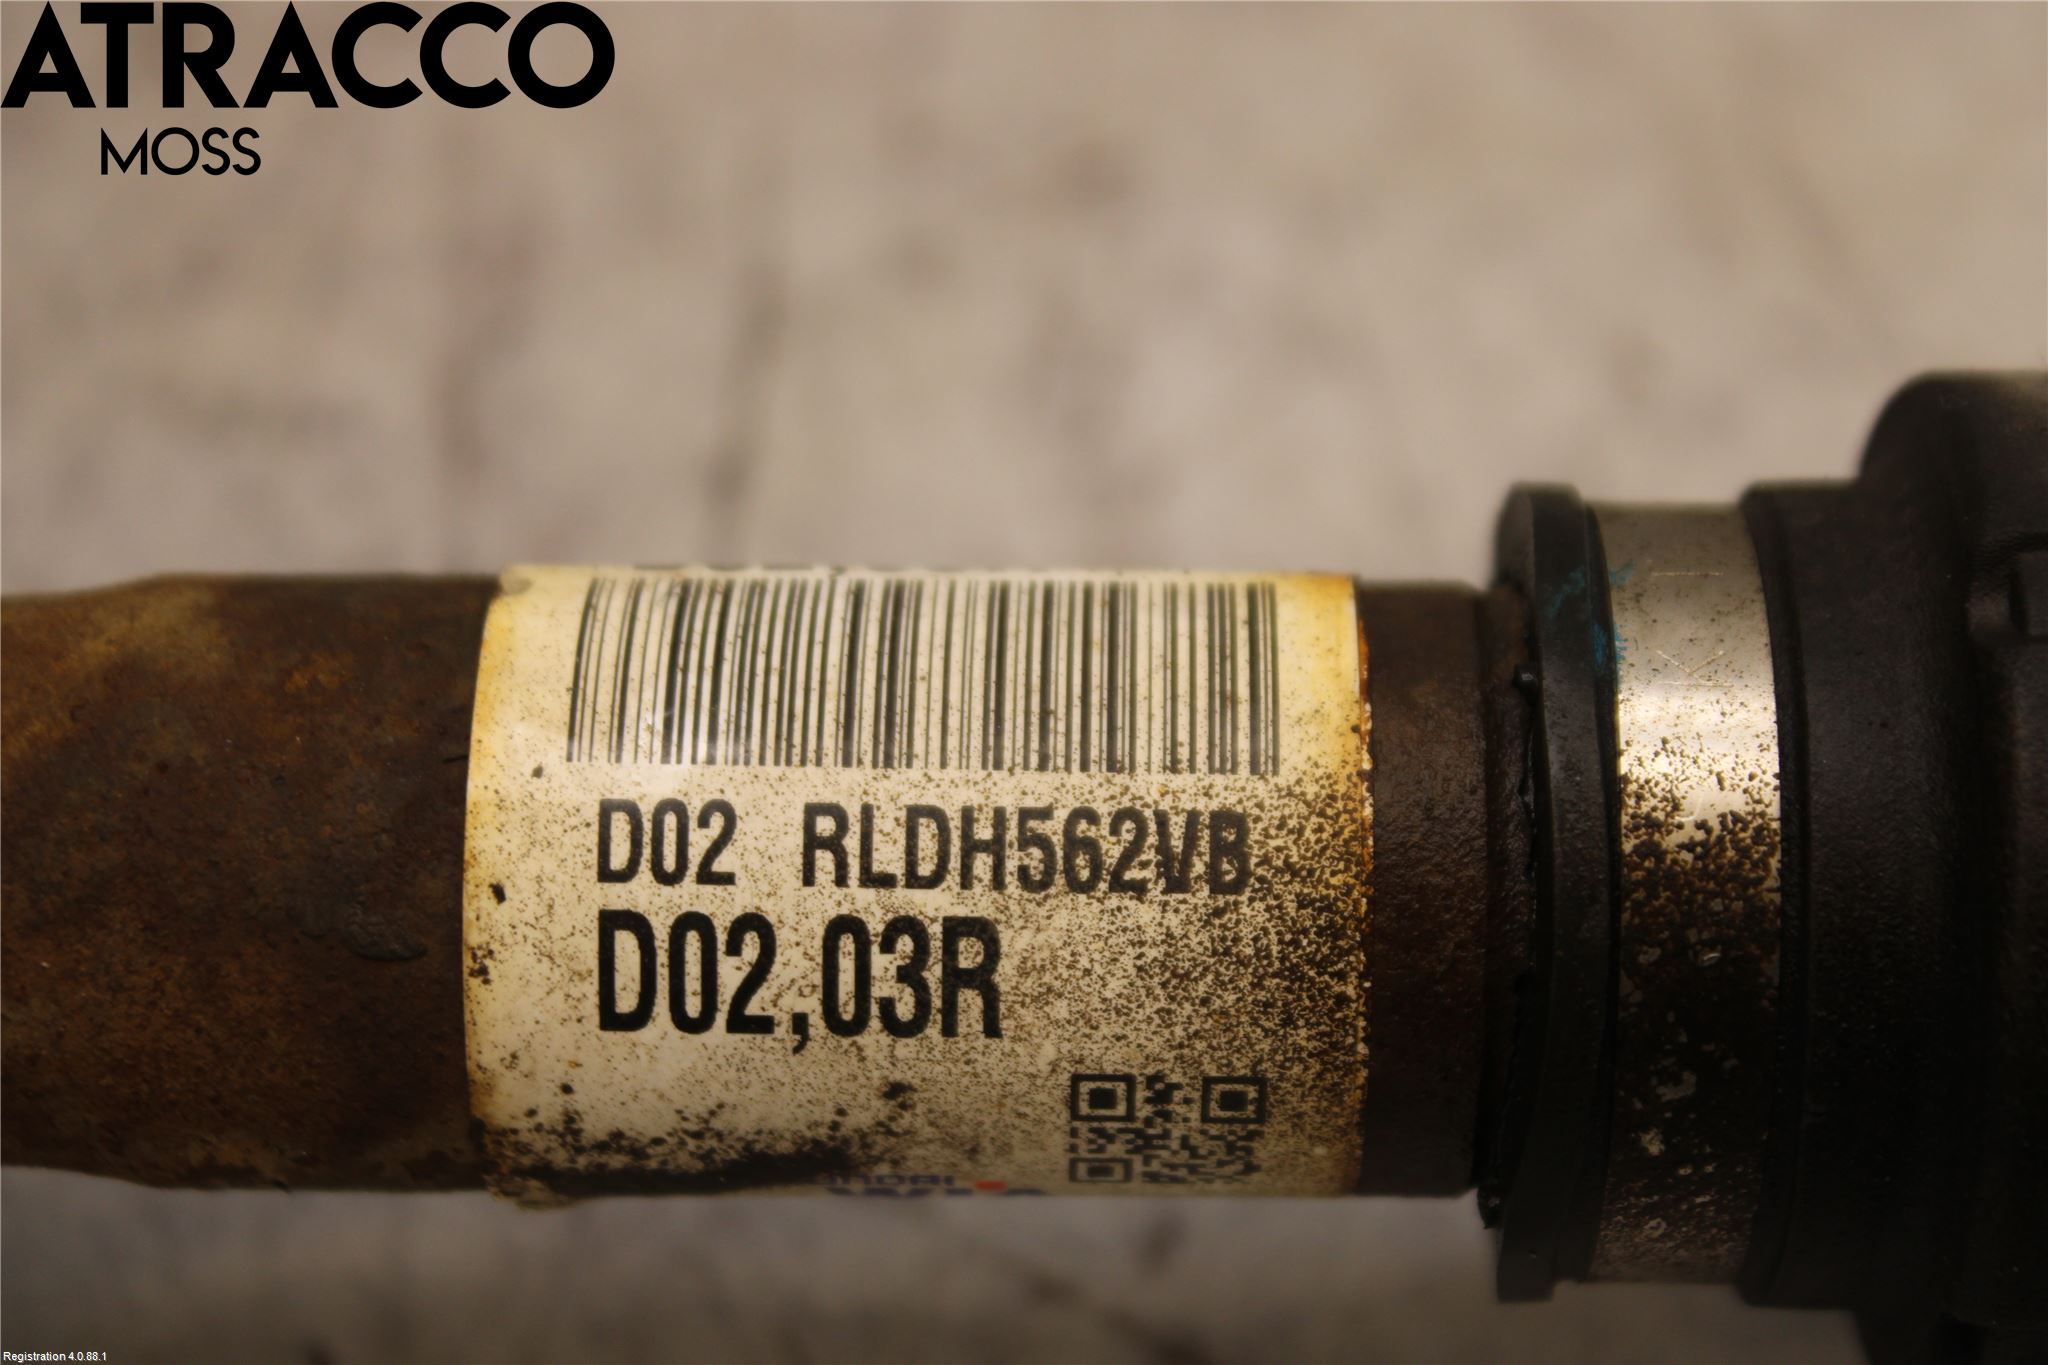 ATRACCO
MOSS
D02 RLDH562VB
D02,03R
Registration 4.0.88.1